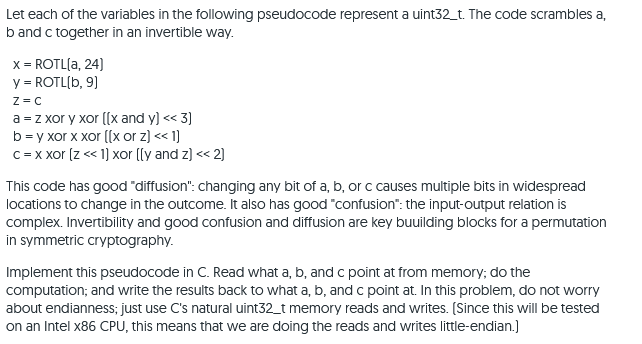 Let each of the variables in the following pseudocode represent a uint32_t. The code scrambles a,
b and c together in an invertible way.
x = ROTL(a, 24)
y = ROTL(b, 9)
z = c
a = z xor y xor ((x and y) << 3)
b = y xor x xor ((x or z) << 1)
c = x xor (z << 1) xor ((y and z) << 2)
This code has good "diffusion": changing any bit of a, b, or c causes multiple bits in widespread
locations to change in the outcome. It also has good "confusion": the input-output relation is
complex. Invertibility and good confusion and diffusion are key buuilding blocks for a permutation
in symmetric cryptography.
Implement this pseudocode in C. Read what a, b, and c point at from memory; do the
computation; and write the results back to what a, b, and c point at. In this problem, do not worry
about endianness; just use C's natural uint32_t memory reads and writes. (Since this will be tested
on an Intel x86 CPU, this means that we are doing the reads and writes little-endian.)